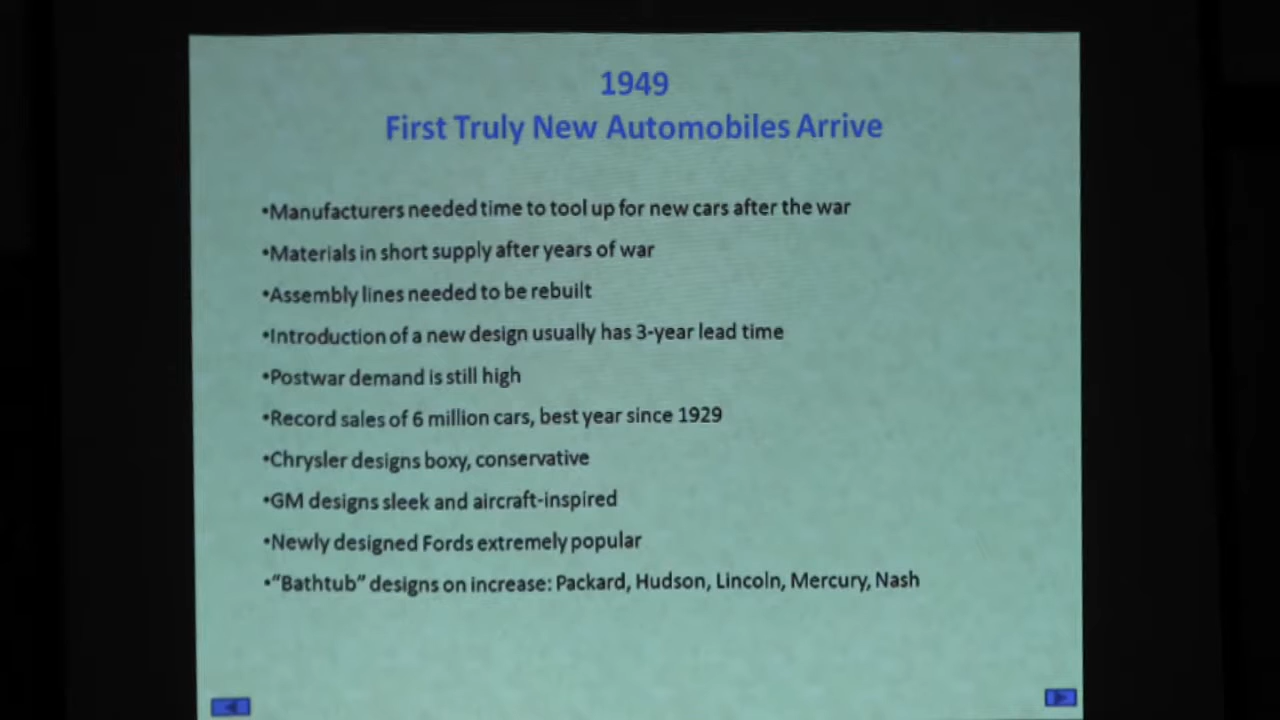 1949
First Truly New Automobiles Arrive
•Manufacturers needed time to tool up for new cars after the war
•Materials in short supply after years of war
•Assembly lines needed to be rebuilt
•Introduction of a new design usually has 3-year lead time
•Postwar demand is still high
•Record sales of 6 million cars, best year since 1929
•Chrysler designs boxy, conservative
•GM designs sleek and aircraft-inspired
•Newly designed Fords extremely popular
•“Bathtub” designs on increase: Packard, Hudson, Lincoln, Mercury, Nash